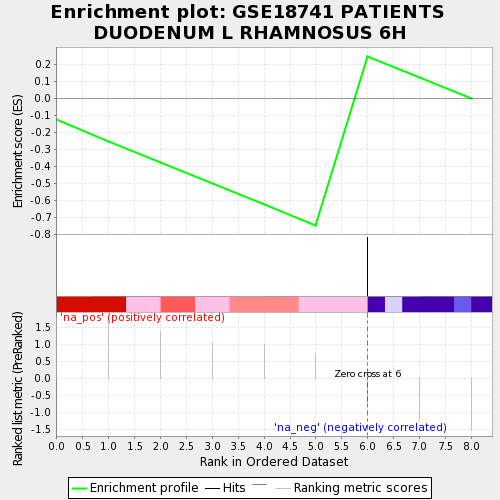 Enrichment plot: GSE18741 PATIENTS
DUODENUM L RHAMNOSUS 6H
Enrichment score (ES)
0.2
0.1
0.0
-0.1
-0.2
-0.3
-0.4
-0.5
-0.6
-0.7
-0.8
'na_pos' (positively correlated)
Ranked list metric (PreRanked)
1.5
1.0
0.5
0.0
-0.5
-1.0
-1.5
Zero cross at 6
'na_neg' (negatively correlated)
0.0 0.5 1.0 1.5 2.0 2.5 3.0 3.5 4.0 4.5 5.0 5.5 6.0 6.5 7.0 7.5 8.0
Rank in Ordered Dataset
Enrichment profile Hits Ranking metric scores